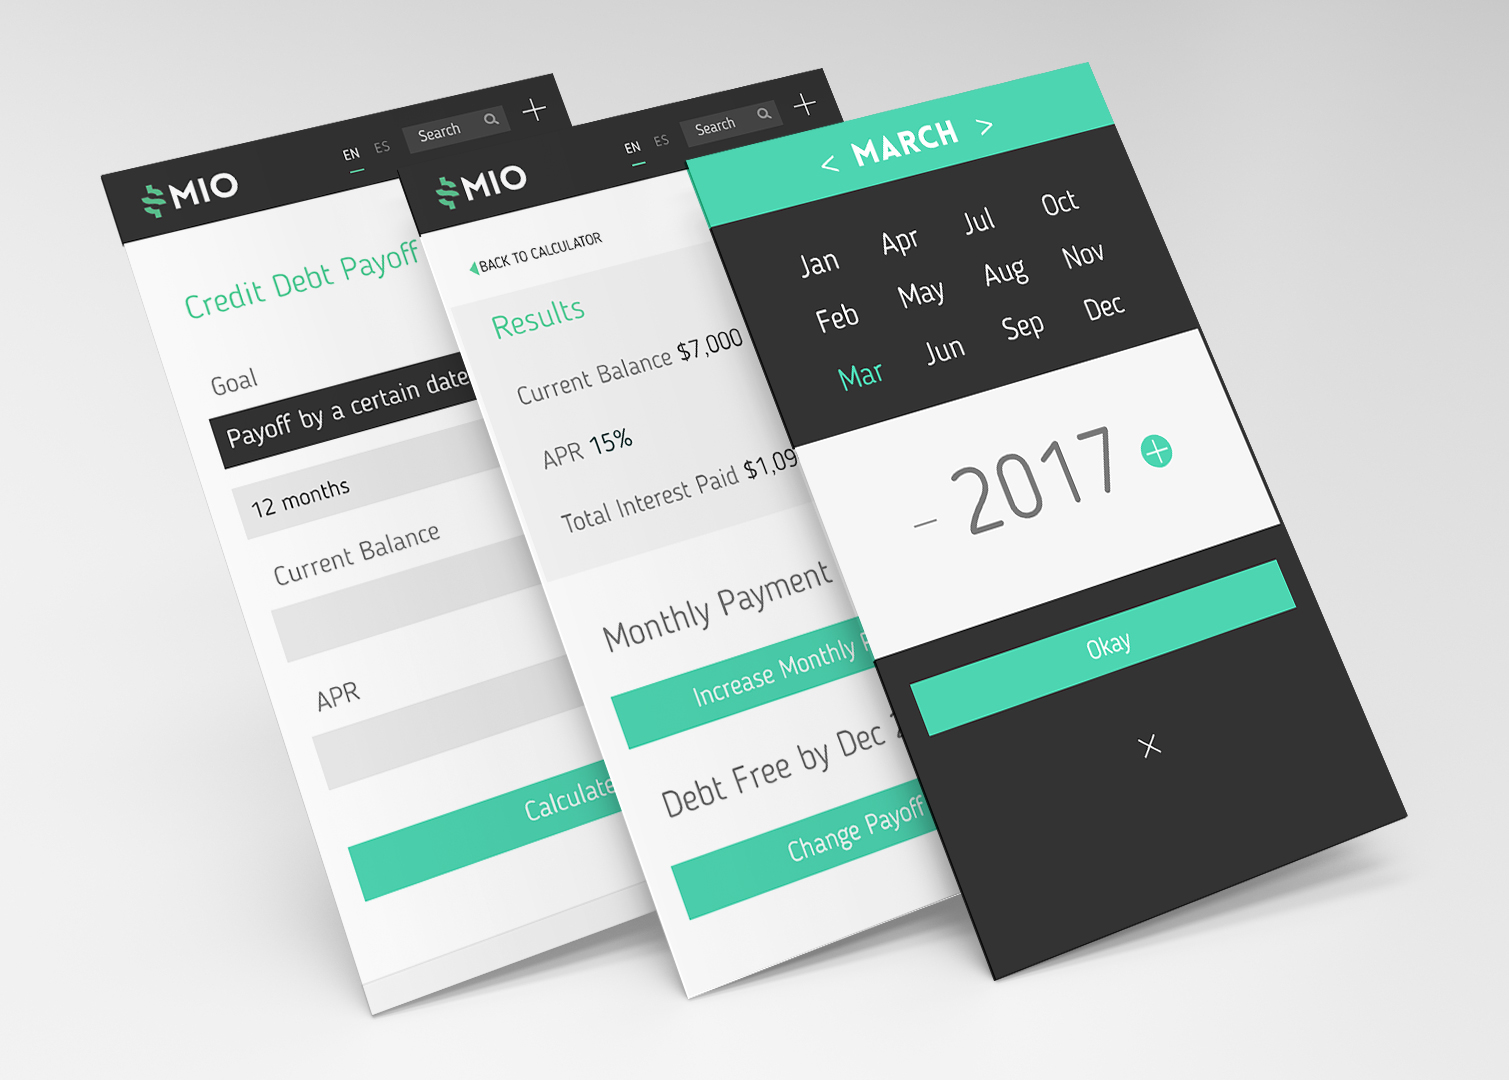 MIO
EN ES Search
Credit Debt Payoff
Goal
Payoff by a certain date
12 months
Current Balance
APR
Calculate
MIO
EN ES Search
BACK TO CALCULATOR
Results
Current Balance $7,000
APR 15%
Total Interest Paid $1,09
Monthly Payment
Increase Monthly
Debt Free by Dec
Change Payoff
< MARCH >
Jan Apr Jul Oct
Feb May Aug Nov
Mar Jun Sep Dec
– 2017 +
Okay